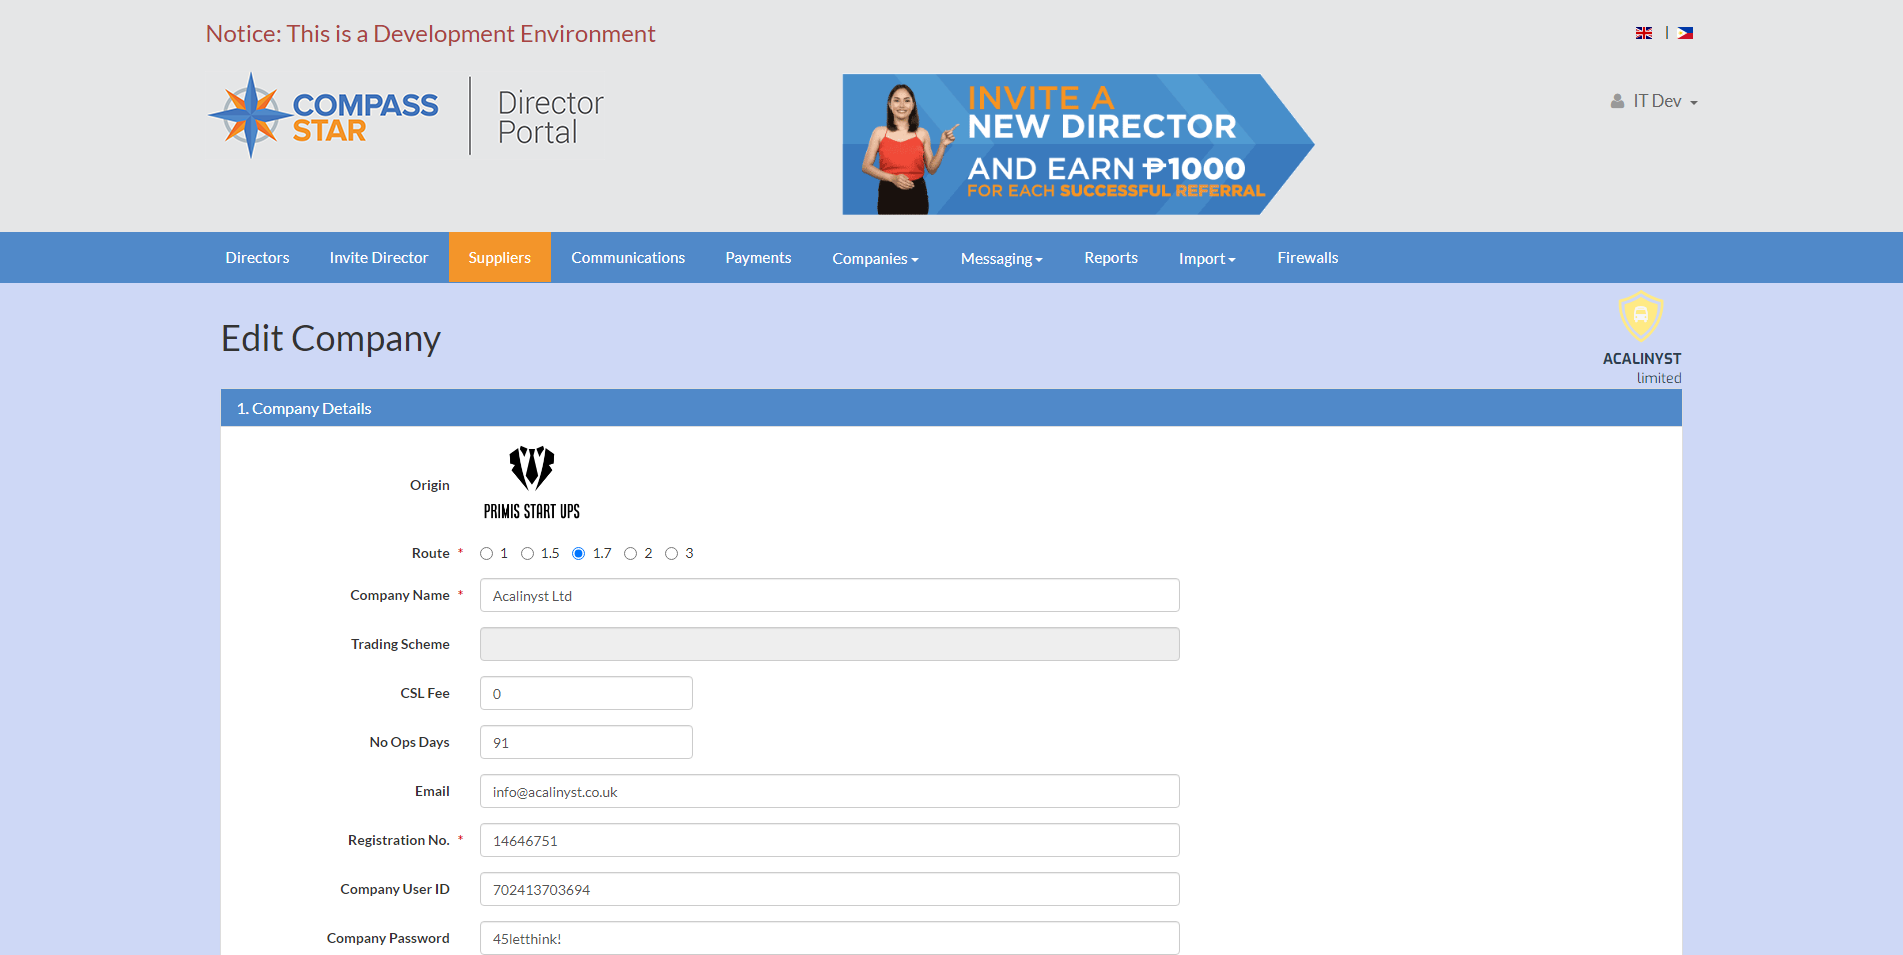 Notice: This is a Development Environment
COMPASS
STAR
Director
Portal
INVITE A
NEW DIRECTOR
AND EARN ₱1000
FOR EACH SUCCESSFUL REFERRAL
IT Dev
Directors Invite Director Suppliers Communications Payments Companies Messaging Reports Import Firewalls
Edit Company
ACALINYST
limited
1. Company Details
Origin
PRIMIS START UPS
Route * 1 1.5 1.7 2 3
Company Name * Acalinyst Ltd
Trading Scheme
CSL Fee 0
No Ops Days 91
Email info@acalinyst.co.uk
Registration No. * 14646751
Company User ID 702413703694
Company Password 45letthink!